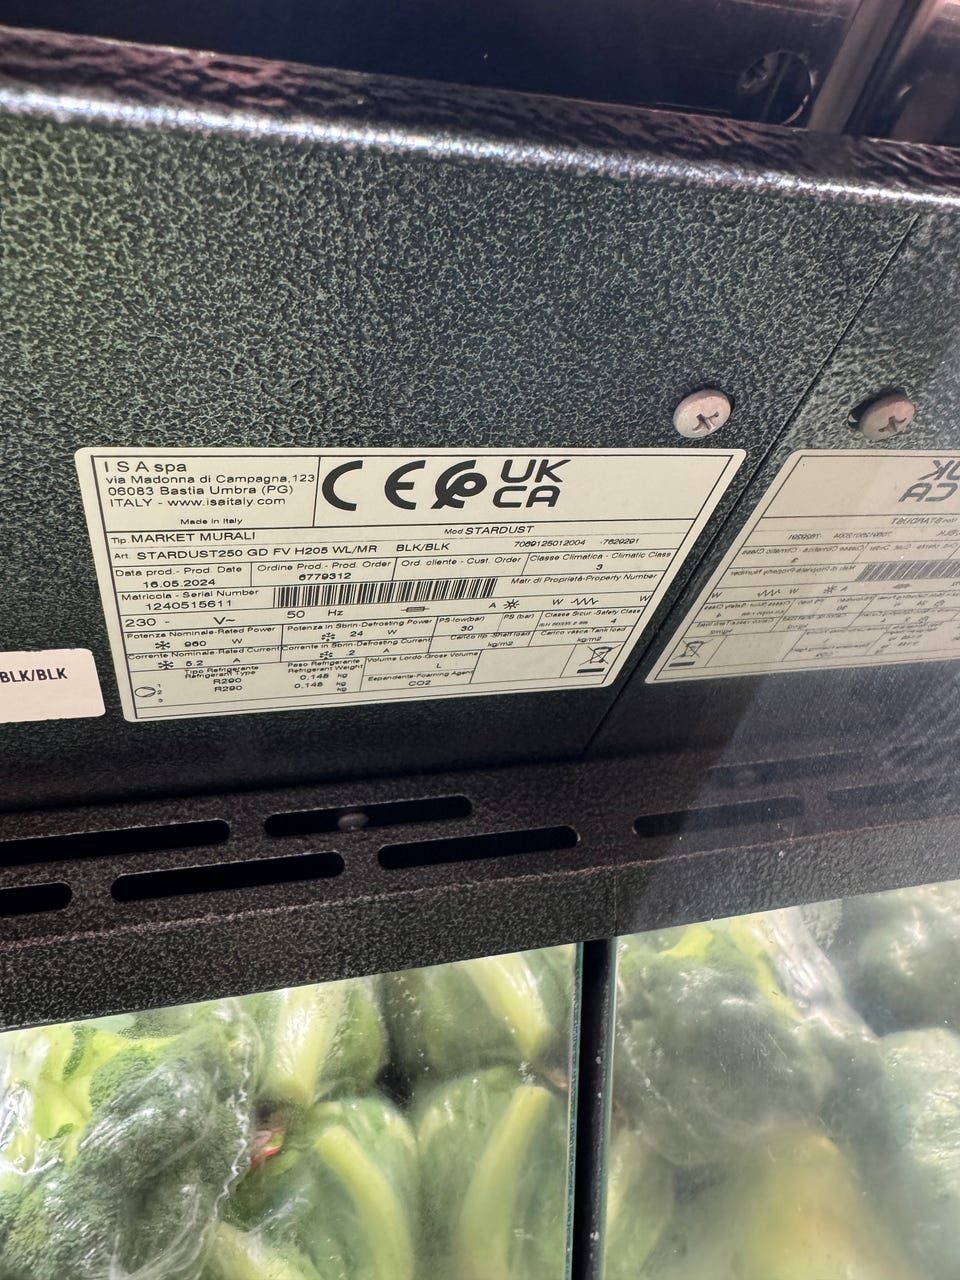 I S A spa
via Madonna di Campagna,123
06083 Bastia Umbra (PG)
ITALY - www.isaitaly.com
Made in Italy
CE UK CA
Tip. MARKET MURALI Mod STARDUST
Art. STARDUST250 GD FV H205 WL/MR BLK/BLK 7069125012004 -7629291
Data prod.- Prod. Date Ordine Prod.- Prod. Order Ord. cliente - Cust. Order Classe Climatica - Climatic Class
16.05.2024 6779312 3
Matricola - Serial Number Matr.di Proprietà-Property Number
1240515611
230 - V~ 50 Hz A W W
Potenza Nominale-Rated Power Potenza in Sbrin-Defrosting Power PS-low(bar) PS (bar) Classe Sicur.-Safety Class
960 W 24 W 30 4
Corrente Nominale-Rated Current Corrente in Sbrin-Defrosting Current Carico rip.-Shelf load Carico vasca-Tank load
5.2 A 2 A kg/m2 kg/m2
Tipo Refrigerante Peso Refrigerante Volume Lordo-Gross Volume
Refrigerant Type Refrigerant Weight L
1 R290 0,148 kg Espandente-Foaming Agent
2 R290 0,148 kg CO2
3 kg
BLK/BLK